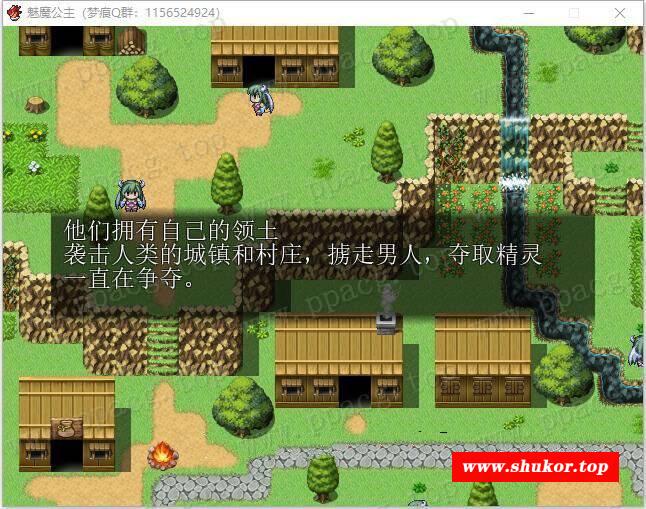 魅魔公主 (梦痕Q群：1156524924)
他们拥有自己的领土
袭击人类的城镇和村庄，掳走男人，夺取精灵
一直在争夺。
www.shukor.top